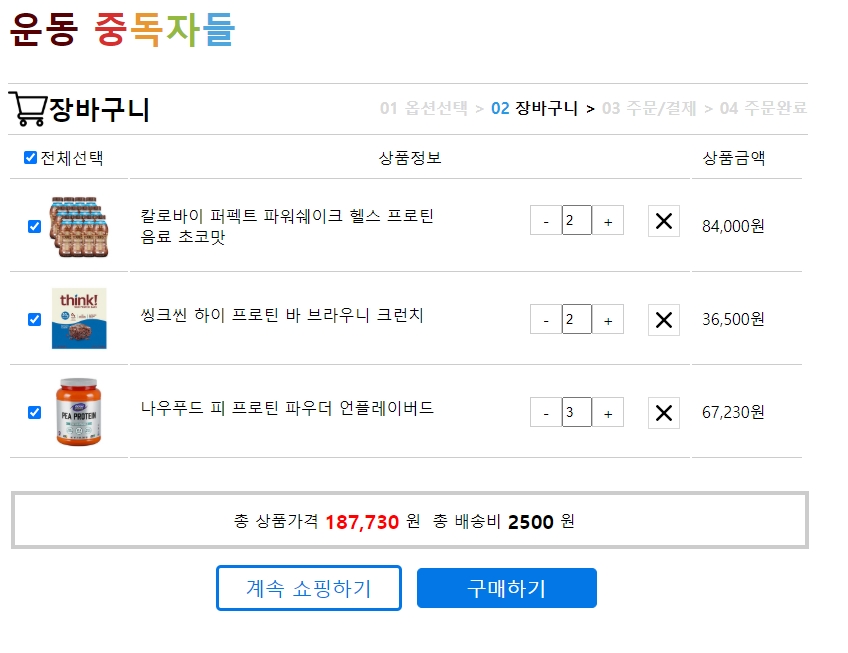 운동 중독자들
장바구니
01 옵션선택 > 02 장바구니 > 03 주문/결제 > 04 주문완료
전체선택 상품정보 상품금액
칼로바이 퍼펙트 파워쉐이크 헬스 프로틴
음료 초코맛
- 2 + 84,000원
think!
씽크씬 하이 프로틴 바 브라우니 크런치
- 2 + 36,500원
PEA PROTEIN
나우푸드 피 프로틴 파우더 언플레이버드
- 3 + 67,230원
총 상품가격 187,730 원 총 배송비 2500 원
계속 쇼핑하기 구매하기